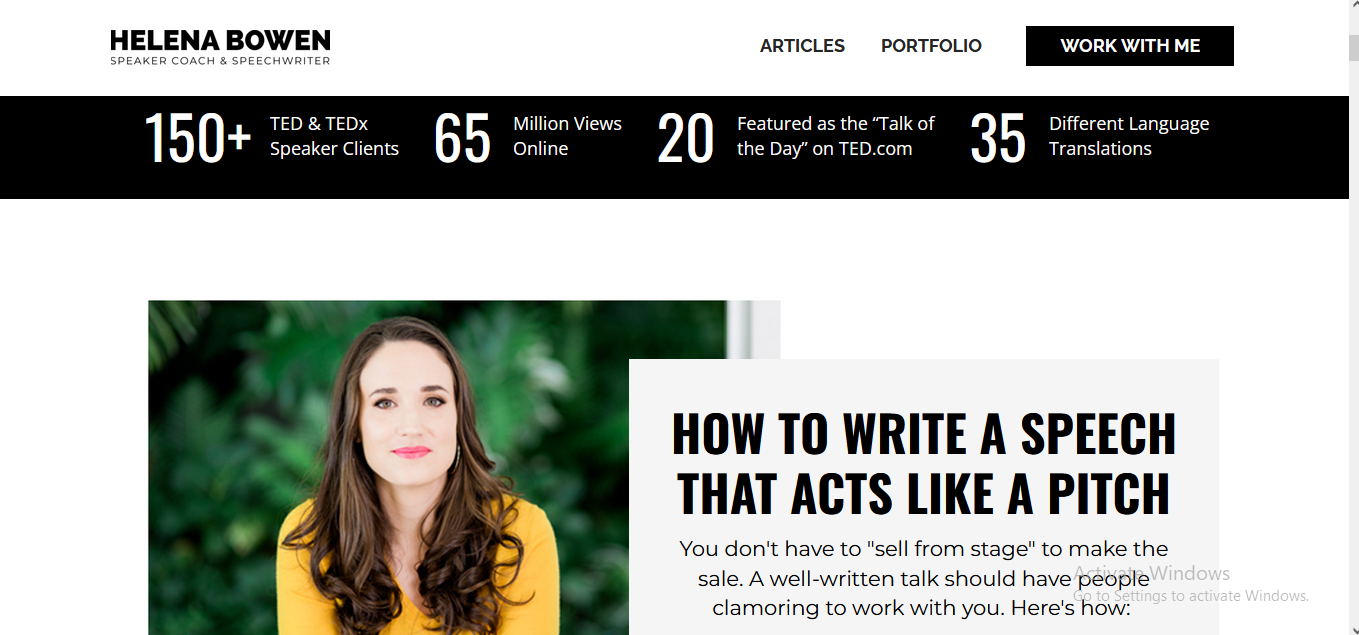 HELENA BOWEN
SPEAKER COACH & SPEECHWRITER
ARTICLES
PORTFOLIO
WORK WITH ME
150+
TED & TEDx
Speaker Clients
65
Million Views
Online
20
Featured as the “Talk of
the Day” on TED.com
35
Different Language
Translations
HOW TO WRITE A SPEECH
THAT ACTS LIKE A PITCH
You don't have to "sell from stage" to make the
sale. A well-written talk should have people
clamoring to work with you. Here's how:
Activate Windows
Go to Settings to activate Windows.